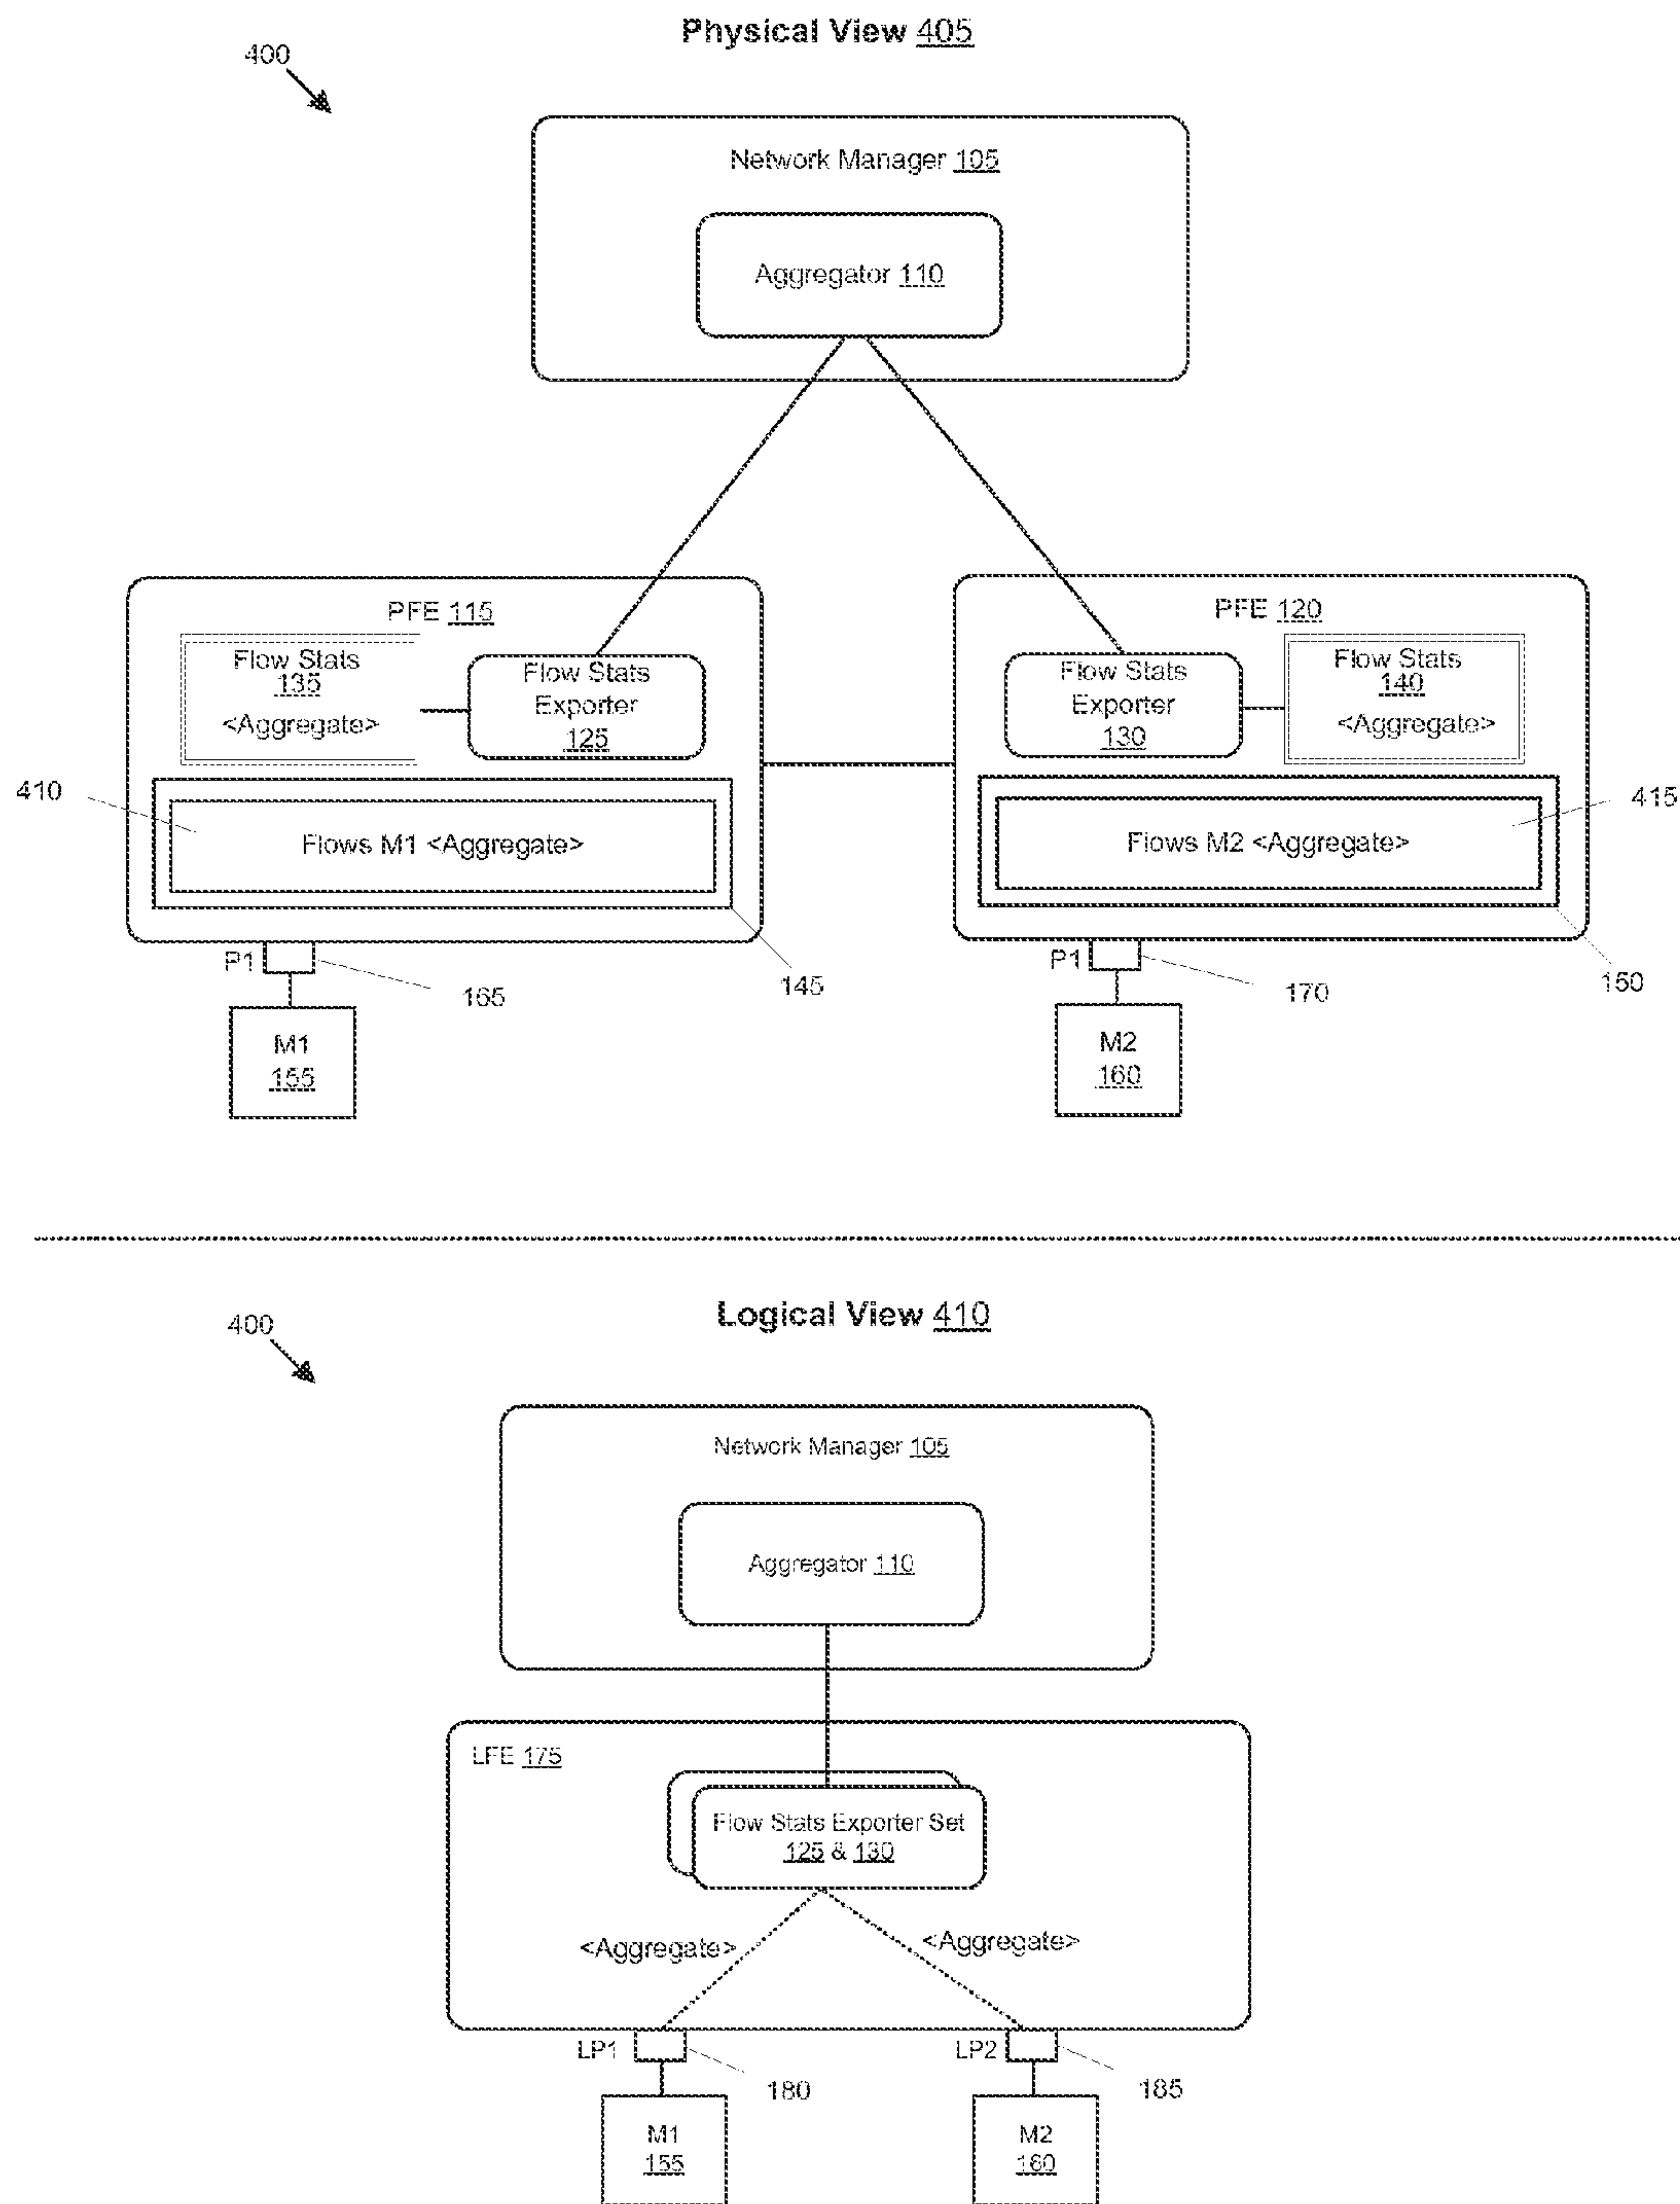 Physical View 405
400
Network Manager 105
Aggregator 110
PFE 115
Flow Stats
135
<Aggregate>
Flow Stats
Exporter
125
410
Flows M1 <Aggregate>
P1
165
145
M1
155
PFE 120
Flow Stats
Exporter
130
Flow Stats
140
<Aggregate>
415
Flows M2 <Aggregate>
P1
170
150
M2
160
Logical View 410
400
Network Manager 105
Aggregator 110
LFE 175
Flow Stats Exporter Set
125 & 130
<Aggregate>
<Aggregate>
LP1
180
LP2
185
M1
155
M2
160